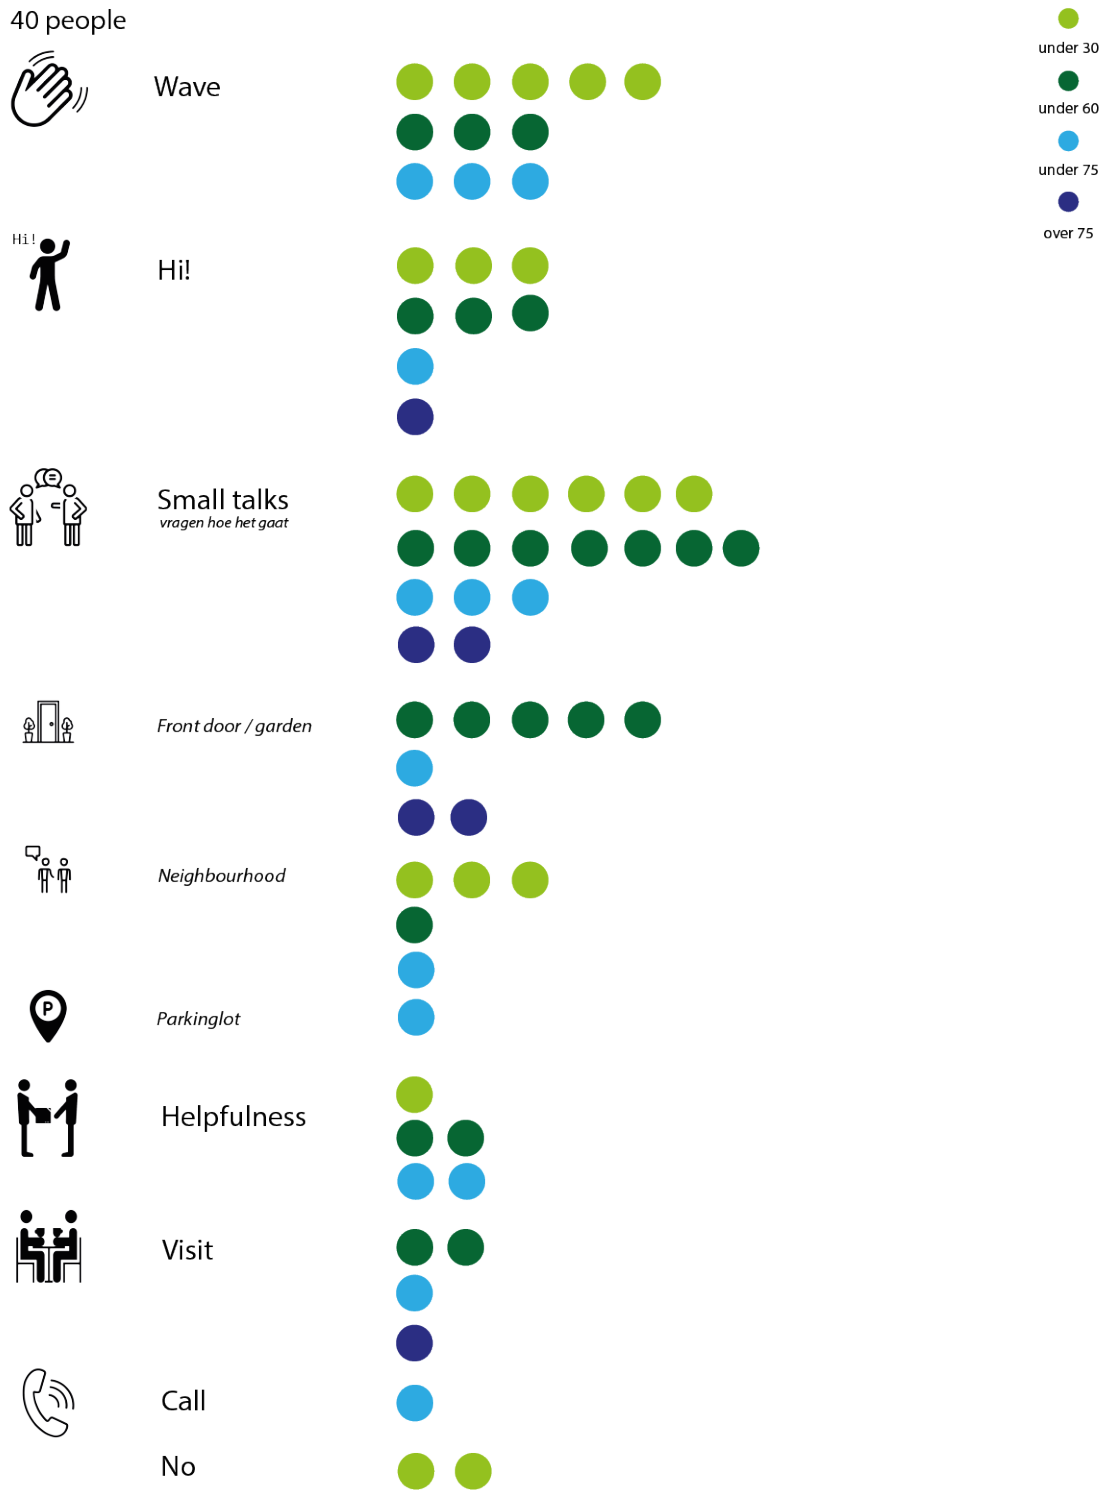 40 people
under 30
under 60
under 75
over 75
Wave
Hi!
Hi!
Small talks
vragen hoe het gaat
Front door / garden
Neighbourhood
P
Parkinglot
Helpfulness
Visit
Call
No